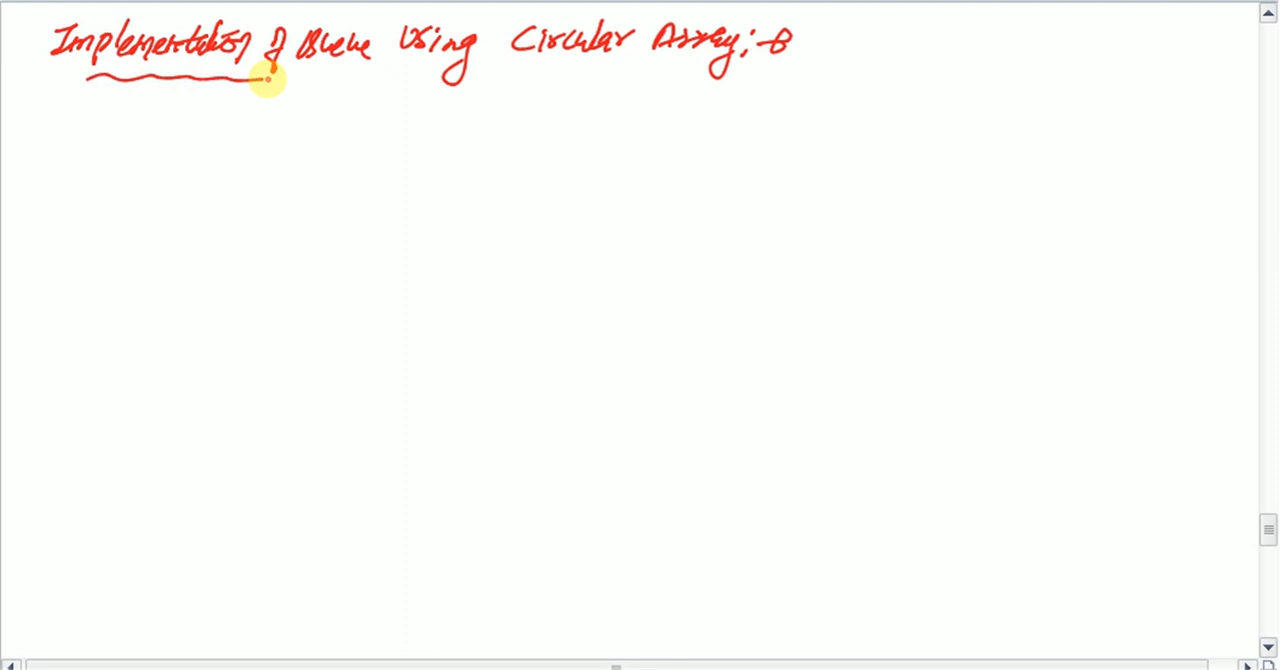 Implementation of Queue Using Circular Array:-